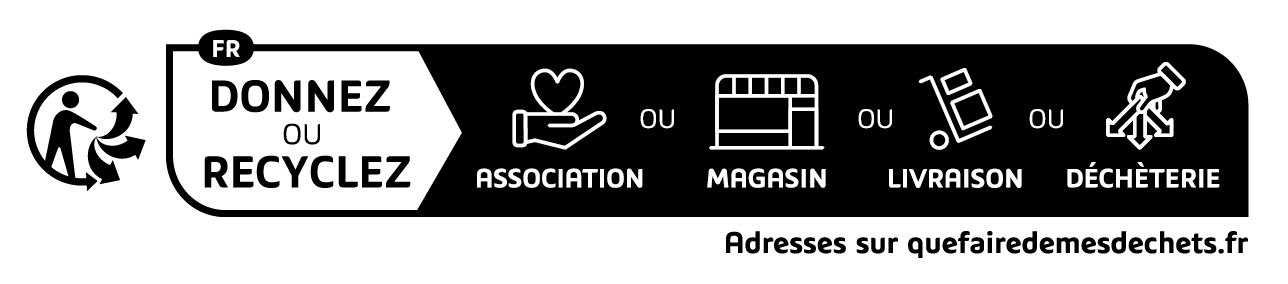 FR
DONNEZ
OU
RECYCLEZ
ASSOCIATION
OU
MAGASIN
OU
LIVRAISON
OU
DÉCHÈTERIE
Adresses sur quefairedemesdechets.fr